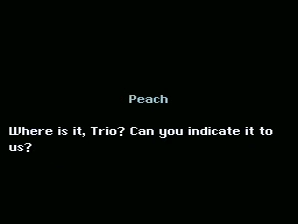 Peach
Where is it, Trio? Can you indicate it to
us?